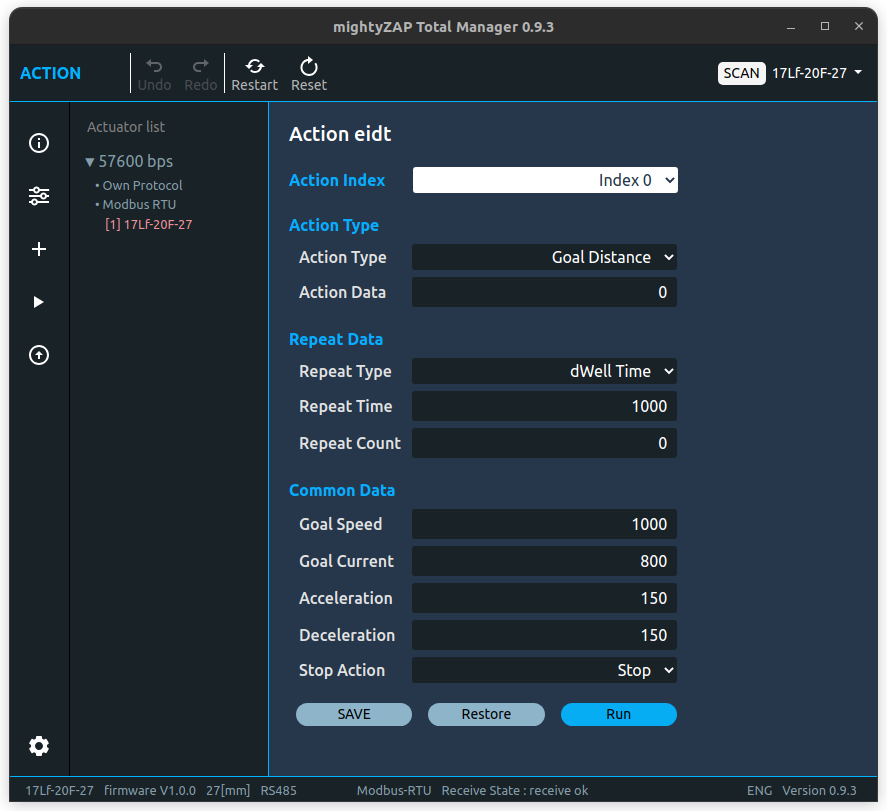 mightyZAP Total Manager 0.9.3
ACTION Undo Redo Restart Reset SCAN 17Lf-20F-27
Actuator list
▼ 57600 bps
• Own Protocol
• Modbus RTU
[1] 17Lf-20F-27
Action eidt
Action Index Index 0
Action Type
Action Type Goal Distance
Action Data 0
Repeat Data
Repeat Type dWell Time
Repeat Time 1000
Repeat Count 0
Common Data
Goal Speed 1000
Goal Current 800
Acceleration 150
Deceleration 150
Stop Action Stop
SAVE Restore Run
17Lf-20F-27 firmware V1.0.0 27[mm] RS485 Modbus-RTU Receive State : receive ok ENG Version 0.9.3